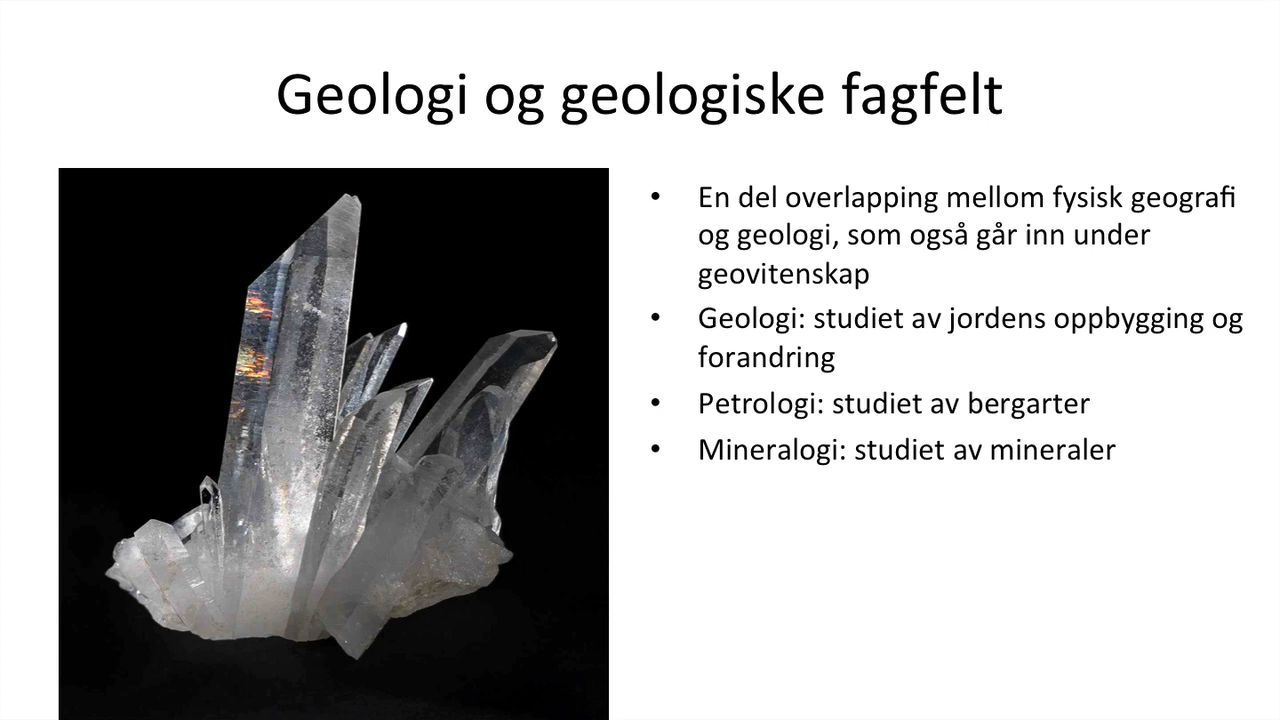 Geologi og geologiske fagfelt
• En del overlapping mellom fysisk geografi
og geologi, som også går inn under
geovitenskap
• Geologi: studiet av jordens oppbygging og
forandring
• Petrologi: studiet av bergarter
• Mineralogi: studiet av mineraler